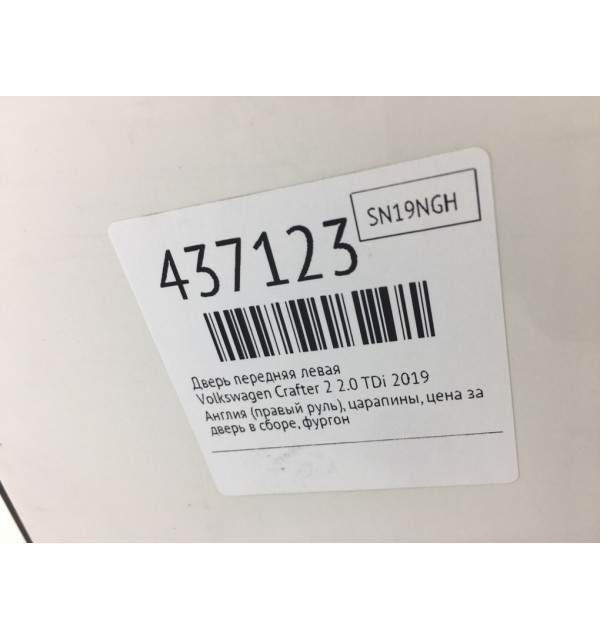 SN19NGH
437123
Дверь передняя левая
Volkswagen Crafter 2 2.0 TDi 2019
Англия (правый руль), царапины, цена за
дверь в сборе, фургон